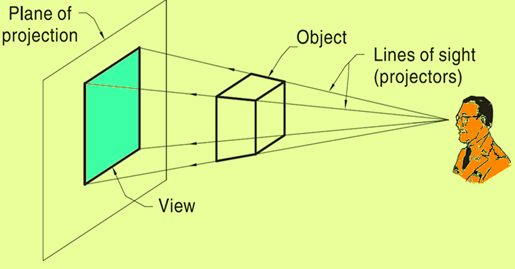 Plane of
projection
Object
Lines of sight
(projectors)
View